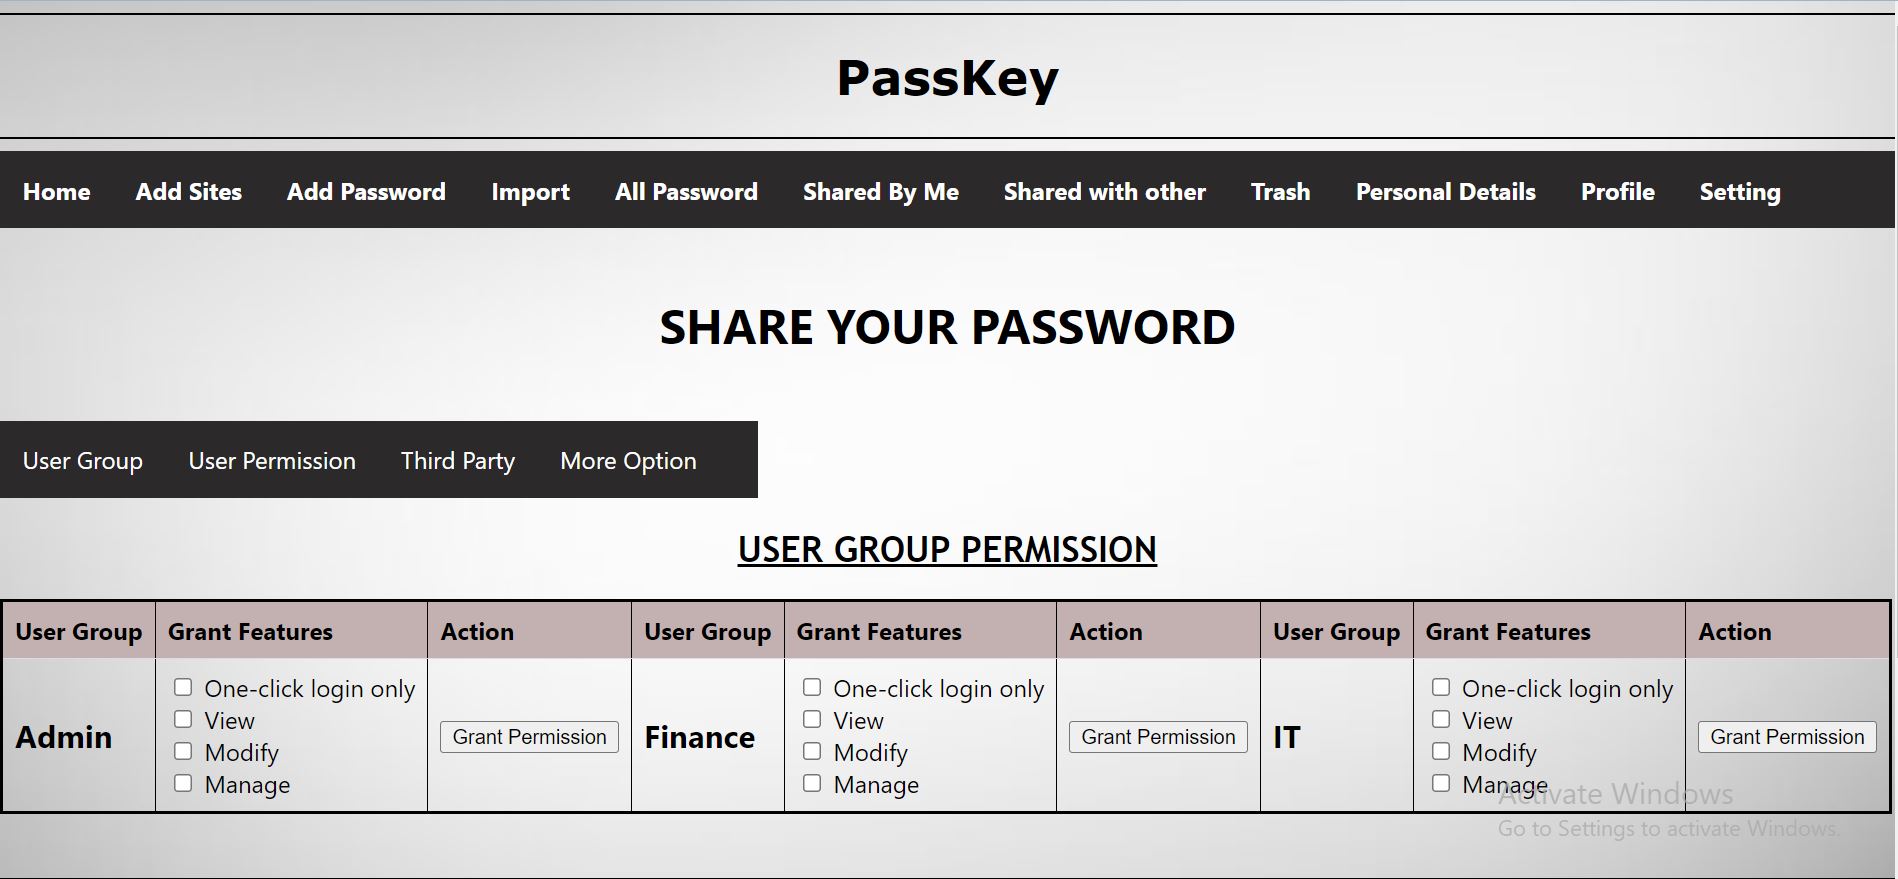 PassKey
Home Add Sites Add Password Import All Password Shared By Me Shared with other Trash Personal Details Profile Setting
SHARE YOUR PASSWORD
User Group User Permission Third Party More Option
USER GROUP PERMISSION
User Group Grant Features Action User Group Grant Features Action User Group Grant Features Action
Admin
One-click login only
View
Modify
Manage
Grant Permission
Finance
One-click login only
View
Modify
Manage
Grant Permission
IT
One-click login only
View
Modify
Manage
Grant Permission
Activate Windows
Go to Settings to activate Windows.